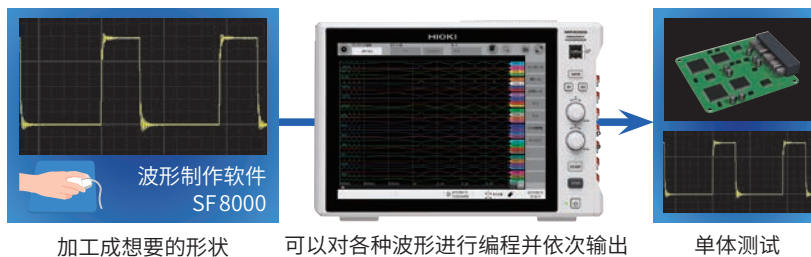 波形制作软件
SF8000
HIOKI
加工成想要的形状
可以对各种波形进行编程并依次输出
单体测试